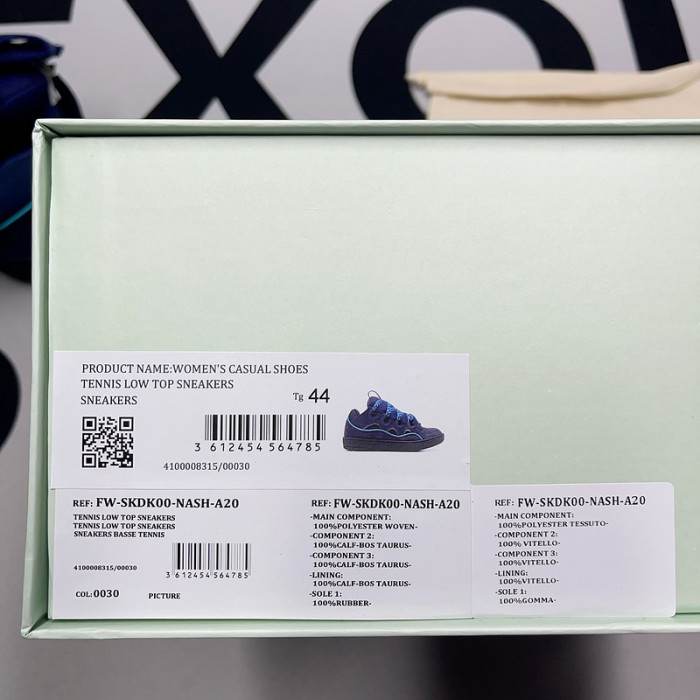 EXOV
PRODUCT NAME:WOMEN'S CASUAL SHOES
TENNIS LOW TOP SNEAKERS
SNEAKERS
Tg 44
3 612454 564785
4100008315/00030
REF: FW-SKDK00-NASH-A20
TENNIS LOW TOP SNEAKERS
TENNIS LOW TOP SNEAKERS
SNEAKERS BASSE TENNIS
4100008315/00030
3 612454 564785
COL:0030 PICTURE
REF: FW-SKDK00-NASH-A20
-MAIN COMPONENT:
100%POLYESTER WOVEN-
-COMPONENT 2:
100%CALF-BOS TAURUS-
-COMPONENT 3:
100%CALF-BOS TAURUS-
-LINING:
100%CALF-BOS TAURUS-
-SOLE 1:
100%RUBBER-
REF: FW-SKDK00-NASH-A20
-MAIN COMPONENT:
100%POLYESTER TESSUTO-
-COMPONENT 2:
100% VITELLO-
-COMPONENT 3:
100%VITELLO-
-LINING:
100%VITELLO-
-SOLE 1:
100%GOMMA-